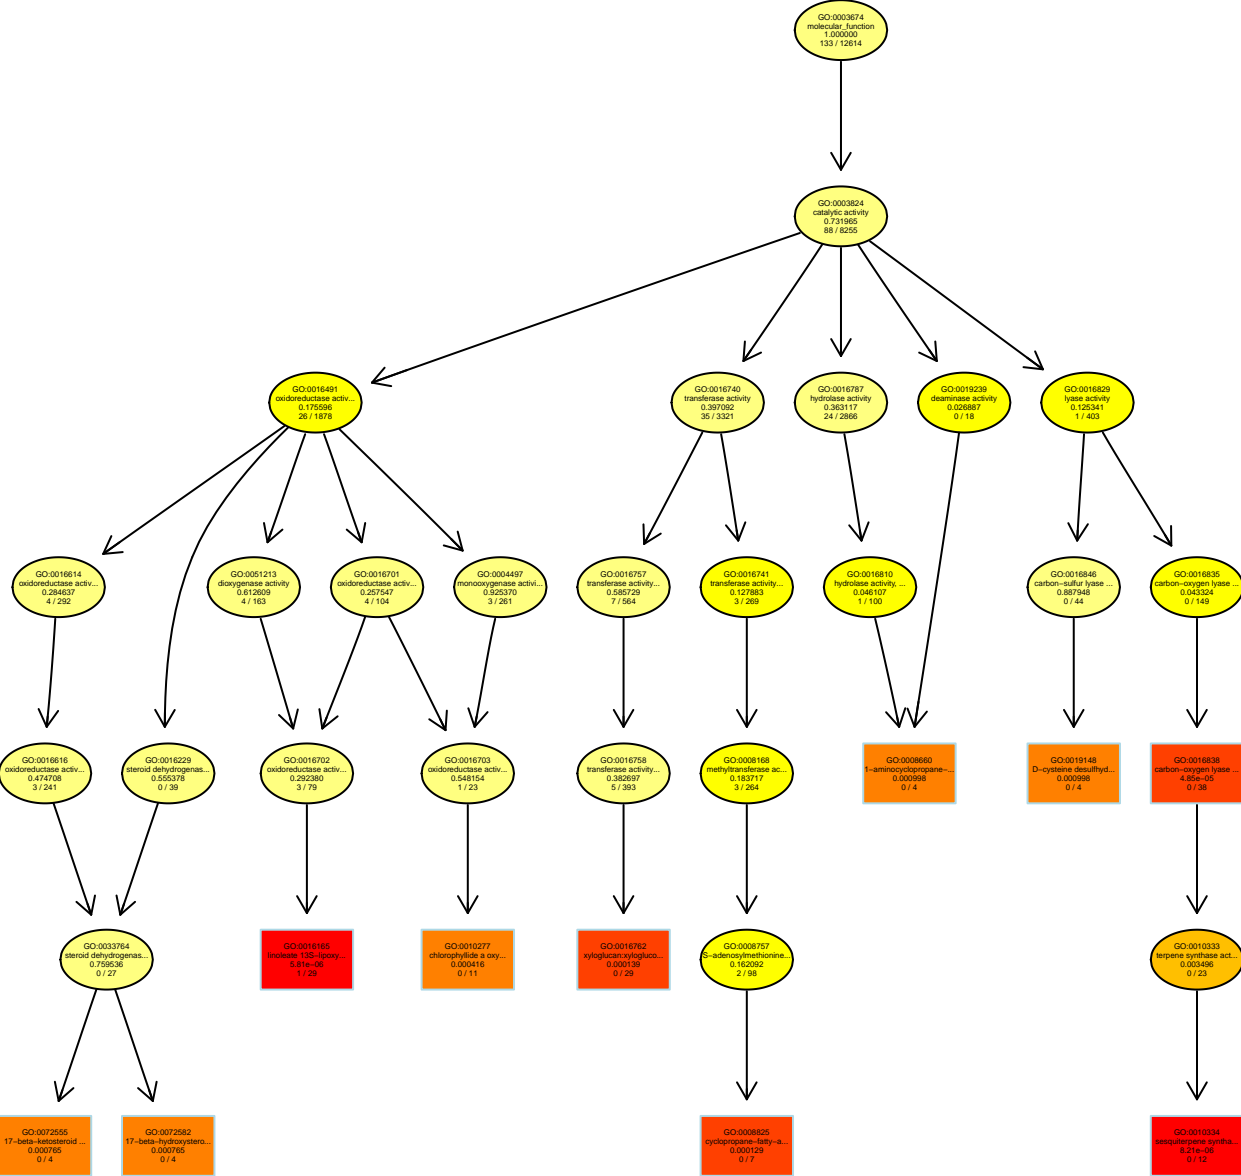 GO:0003674
molecular_function
1.000000
133 / 12614
GO:0003824
catalytic activity
0.731965
88 / 8255
GO:0016491
oxidoreductase activ...
0.175596
26 / 1878
GO:0016740
transferase activity
0.397092
35 / 3321
GO:0016787
hydrolase activity
0.363117
24 / 2866
GO:0019239
deaminase activity
0.026887
0 / 18
GO:0016829
lyase activity
0.125341
1 / 403
GO:0016614
oxidoreductase activ...
0.284637
4 / 292
GO:0051213
dioxygenase activity
0.612609
4 / 163
GO:0016701
oxidoreductase activ...
0.257547
4 / 104
GO:0004497
monooxygenase activi...
0.925370
3 / 261
GO:0016757
transferase activity...
0.585729
7 / 564
GO:0016741
transferase activity...
0.127883
3 / 269
GO:0016810
hydrolase activity, ...
0.046107
1 / 100
GO:0016846
carbon−sulfur lyase ...
0.887948
0 / 44
GO:0016835
carbon−oxygen lyase ...
0.043324
0 / 149
GO:0016616
oxidoreductase activ...
0.474708
3 / 241
GO:0016229
steroid dehydrogenas...
0.555378
0 / 39
GO:0016702
oxidoreductase activ...
0.292380
3 / 79
GO:0016703
oxidoreductase activ...
0.548154
1 / 23
GO:0016758
transferase activity...
0.382697
5 / 393
GO:0008168
methyltransferase ac...
0.183717
3 / 264
GO:0008660
1−aminocyclopropane−...
0.000998
0 / 4
GO:0019148
D−cysteine desulfhyd...
0.000998
0 / 4
GO:0016838
carbon−oxygen lyase ...
4.85e−05
0 / 38
GO:0033764
steroid dehydrogenas...
0.759536
0 / 27
GO:0016165
linoleate 13S−lipoxy...
5.81e−06
1 / 29
GO:0010277
chlorophyllide a oxy...
0.000416
0 / 11
GO:0016762
xyloglucan:xylogluco...
0.000139
0 / 29
GO:0008757
S−adenosylmethionine...
0.162092
2 / 98
GO:0010333
terpene synthase act...
0.003496
0 / 23
GO:0072555
17−beta−ketosteroid ...
0.000765
0 / 4
GO:0072582
17−beta−hydroxystero...
0.000765
0 / 4
GO:0008825
cyclopropane−fatty−a...
0.000129
0 / 7
GO:0010334
sesquiterpene syntha...
8.21e−06
0 / 12